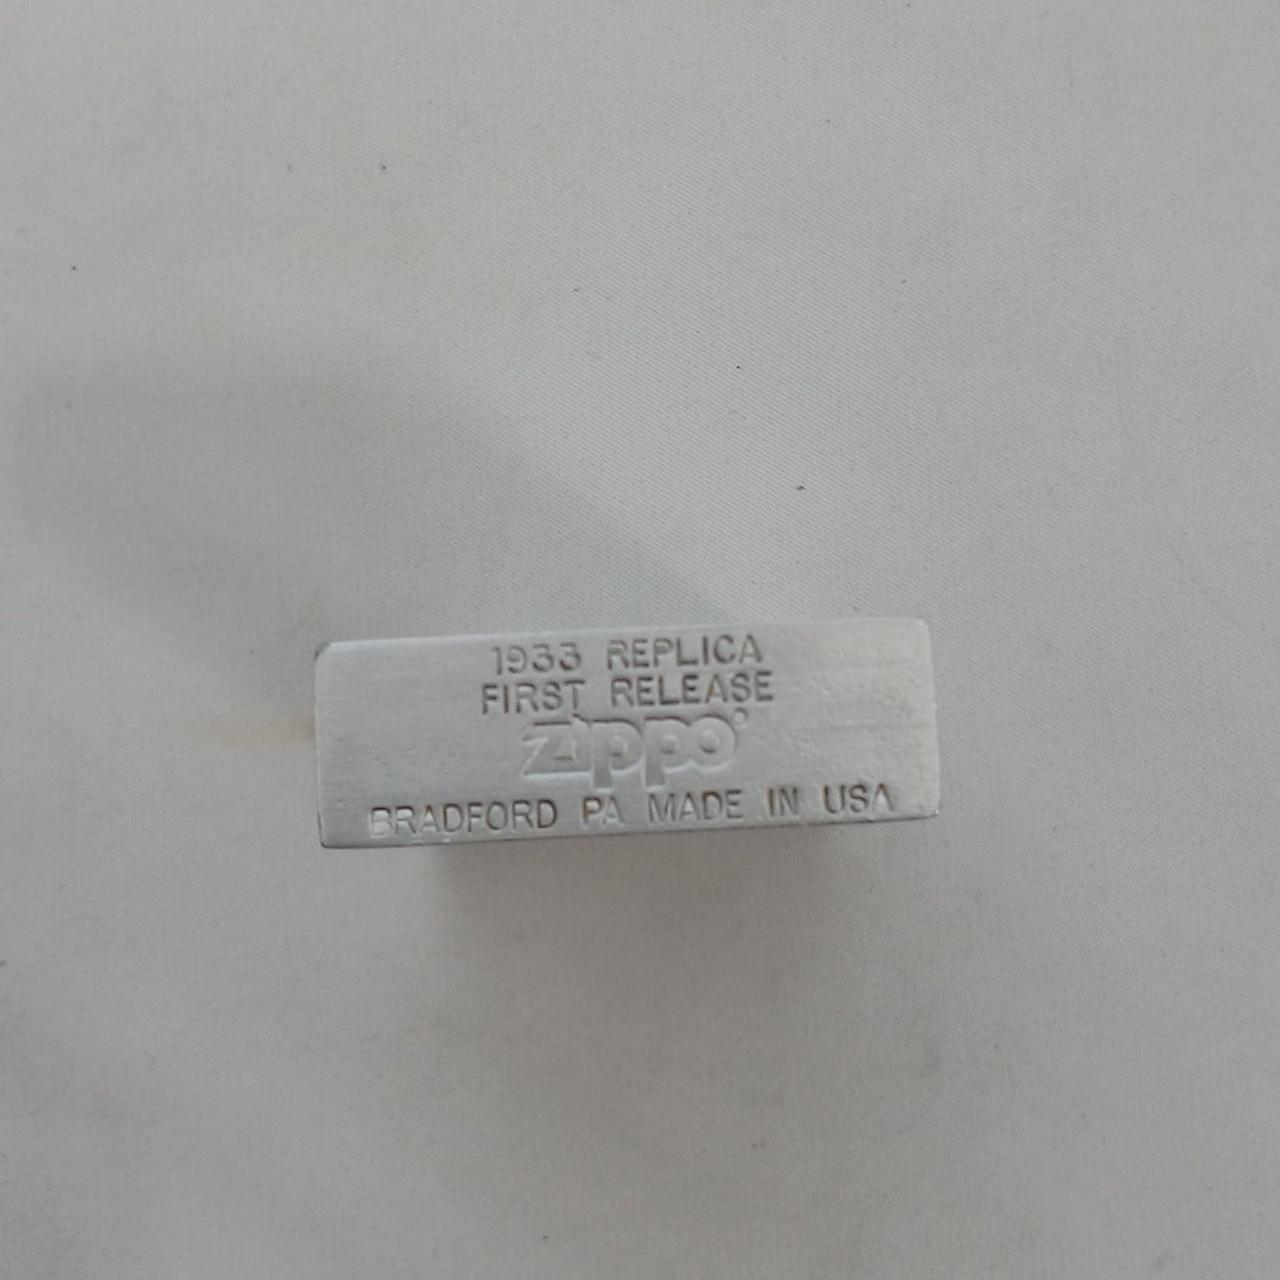 1933 REPLICA
FIRST RELEASE
zippo®
BRADFORD PA MADE IN USA